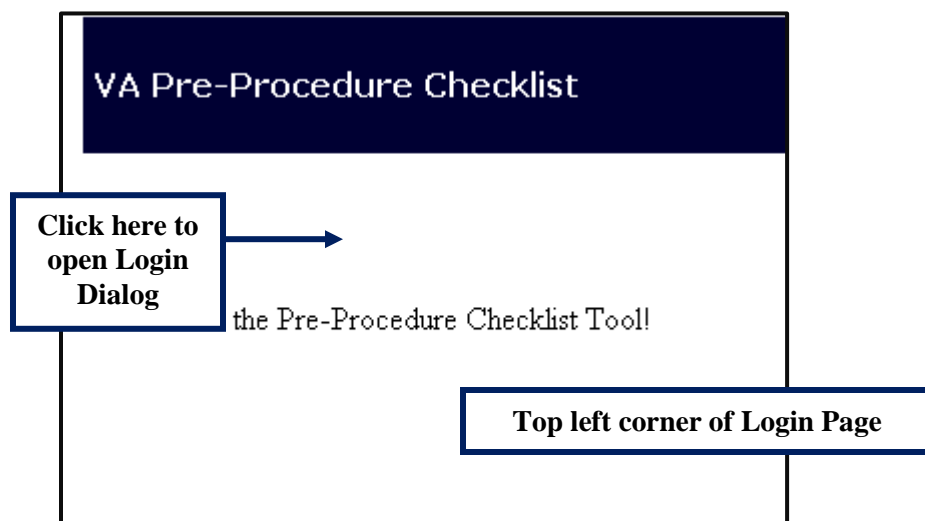 VA Pre-Procedure Checklist
Click here to
open Login
Dialog
the Pre-Procedure Checklist Tool!
Top left corner of Login Page